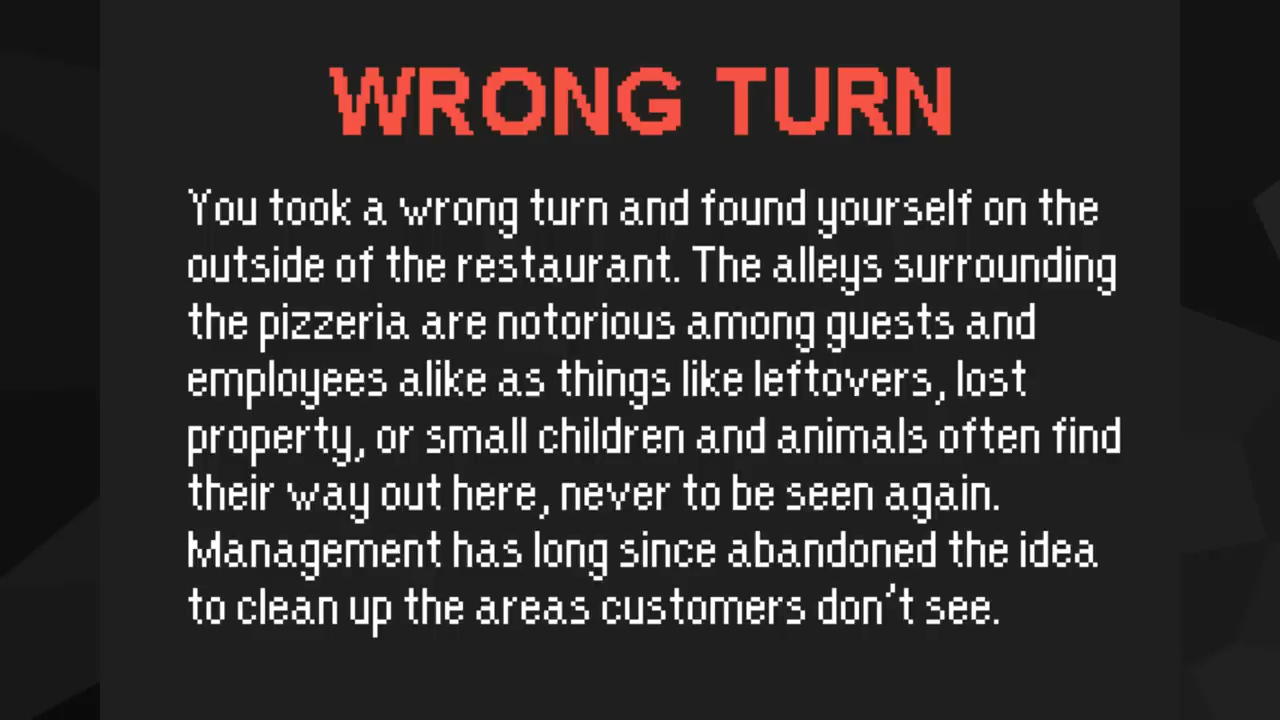 WRONG TURN
You took a wrong turn and found yourself on the
outside of the restaurant. The alleys surrounding
the pizzeria are notorious among guests and
employees alike as things like leftovers, lost
property, or small children and animals often find
their way out here, never to be seen again.
Management has long since abandoned the idea
to clean up the areas customers don't see.